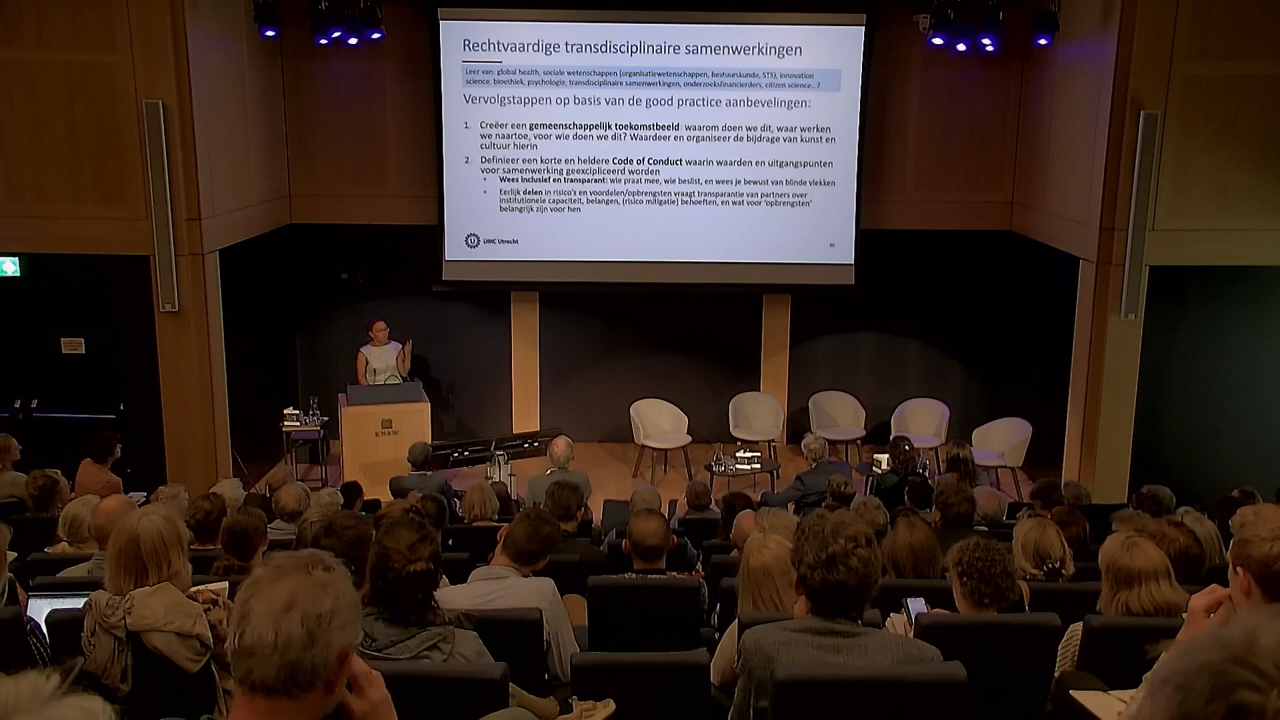 Rechtvaardige transdisciplinaire samenwerkingen
Leer van: global health, sociale wetenschappen (organisatiewetenschappen, bestuurskunde, STS), innovation
science, bioethiek, psychologie, transdisciplinaire samenwerkingen, onderzoeksfinancierders, citizen science...?
Vervolgstappen op basis van de good practice aanbevelingen:
1. Creëer een gemeenschappelijk toekomstbeeld: waarom doen we dit, waar werken
we naartoe, voor wie doen we dit? Waardeer en organiseer de bijdrage van kunst en
cultuur hierin
2. Definieer een korte en heldere Code of Conduct waarin waarden en uitgangspunten
voor samenwerking geexpliceerd worden
• Wees inclusief en transparant: wie praat mee, wie beslist, en wees je bewust van blinde vlekken
• Eerlijk delen in risico's en voordelen/opbrengsten vraagt transparantie van partners over
institutionele capaciteit, belangen, (risico mitigatie) behoeften, en wat voor 'opbrengsten'
belangrijk zijn voor hen
UMC Utrecht
KNAW